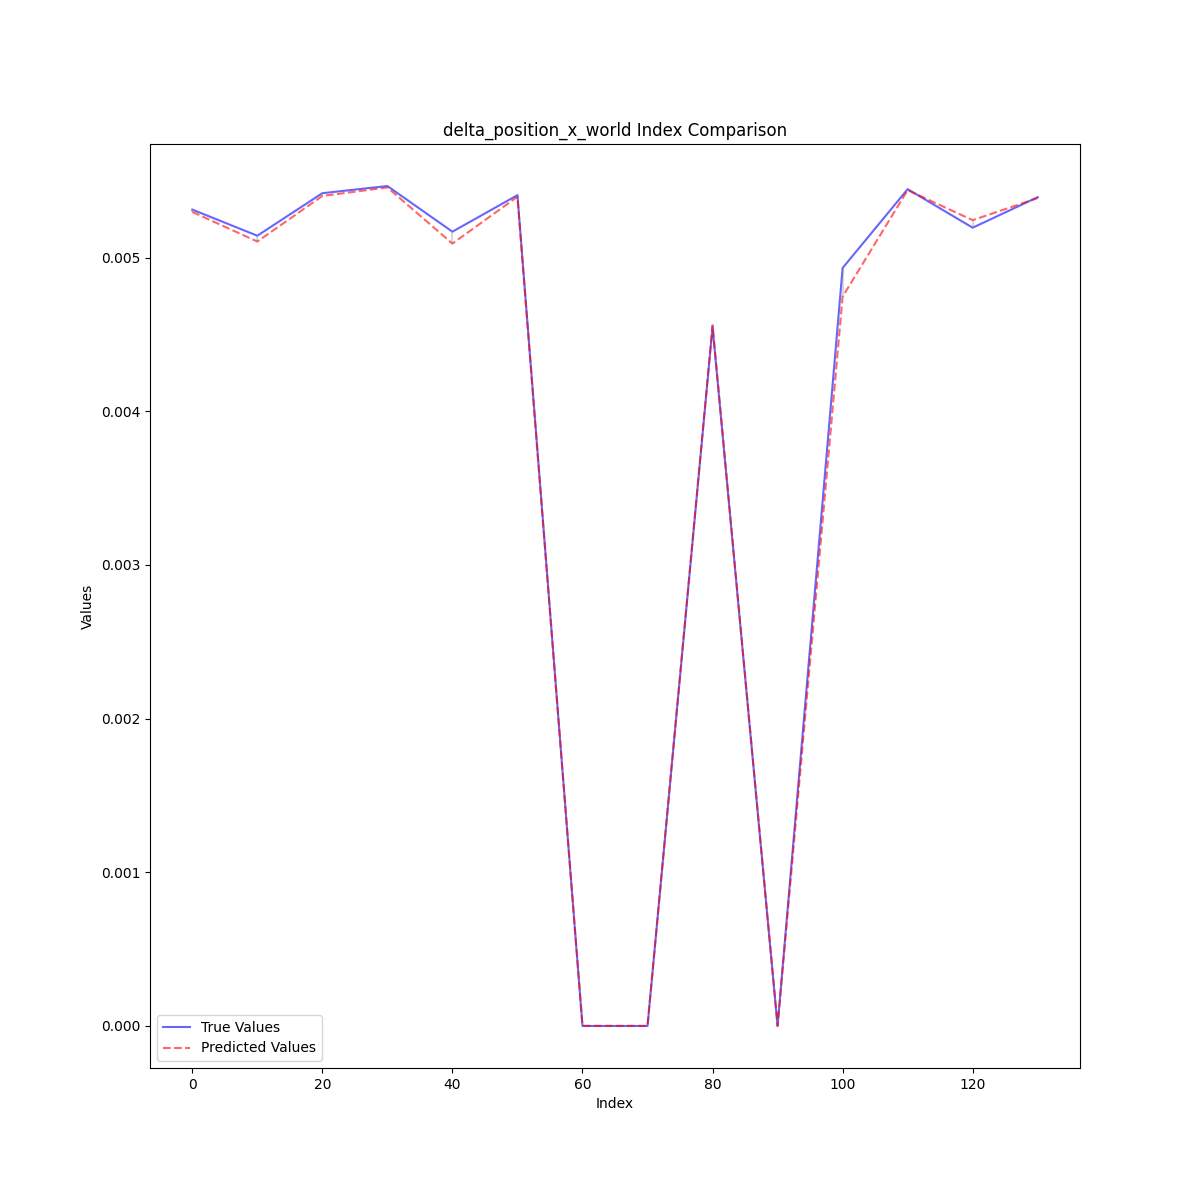 delta_position_x_world Index Comparison
0.005
0.004
0.003
0.002
0.001
0.000
Values
True Values
Predicted Values
0 20 40 60 80 100 120
Index